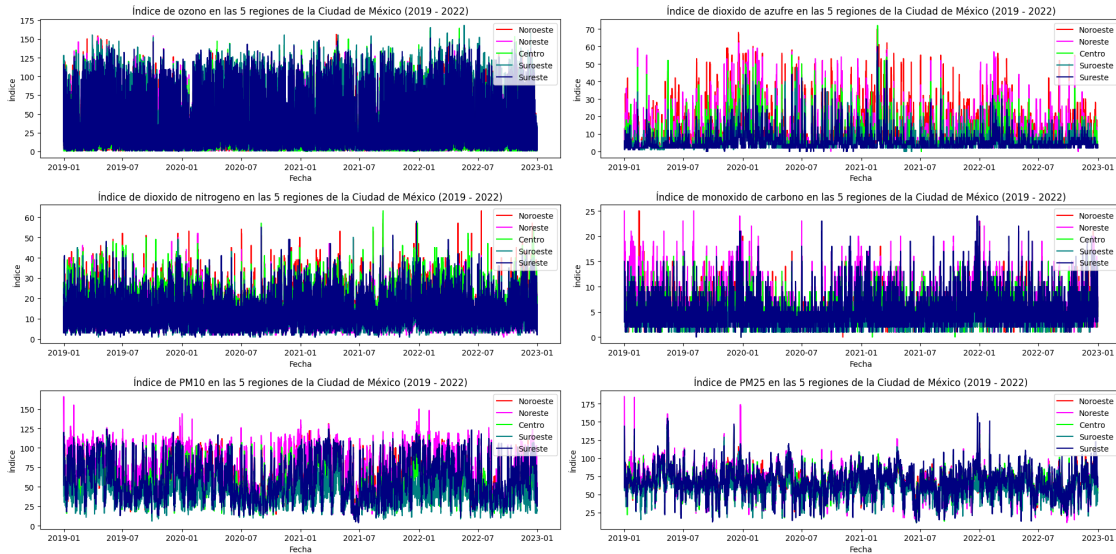 Índice de ozono en las 5 regiones de la Ciudad de México (2019 - 2022)
175
150
125
100
75
50
25
0
Índice
Noroeste
Noreste
Centro
Suroeste
Sureste
2019-01 2019-07 2020-01 2020-07 2021-01 2021-07 2022-01 2022-07 2023-01
Fecha
Índice de dioxido de azufre en las 5 regiones de la Ciudad de México (2019 - 2022)
70
60
50
40
30
20
10
0
Índice
Noroeste
Noreste
Centro
Suroeste
Sureste
2019-01 2019-07 2020-01 2020-07 2021-01 2021-07 2022-01 2022-07 2023-01
Fecha
Índice de dioxido de nitrogeno en las 5 regiones de la Ciudad de México (2019 - 2022)
60
50
40
30
20
10
0
Índice
Noroeste
Noreste
Centro
Suroeste
Sureste
2019-01 2019-07 2020-01 2020-07 2021-01 2021-07 2022-01 2022-07 2023-01
Fecha
Índice de monoxido de carbono en las 5 regiones de la Ciudad de México (2019 - 2022)
25
20
15
10
5
0
Índice
Noroeste
Noreste
Centro
Suroeste
Sureste
2019-01 2019-07 2020-01 2020-07 2021-01 2021-07 2022-01 2022-07 2023-01
Fecha
Índice de PM10 en las 5 regiones de la Ciudad de México (2019 - 2022)
150
125
100
75
50
25
0
Índice
Noroeste
Noreste
Centro
Suroeste
Sureste
2019-01 2019-07 2020-01 2020-07 2021-01 2021-07 2022-01 2022-07 2023-01
Fecha
Índice de PM25 en las 5 regiones de la Ciudad de México (2019 - 2022)
175
150
125
100
75
50
25
Índice
Noroeste
Noreste
Centro
Suroeste
Sureste
2019-01 2019-07 2020-01 2020-07 2021-01 2021-07 2022-01 2022-07 2023-01
Fecha